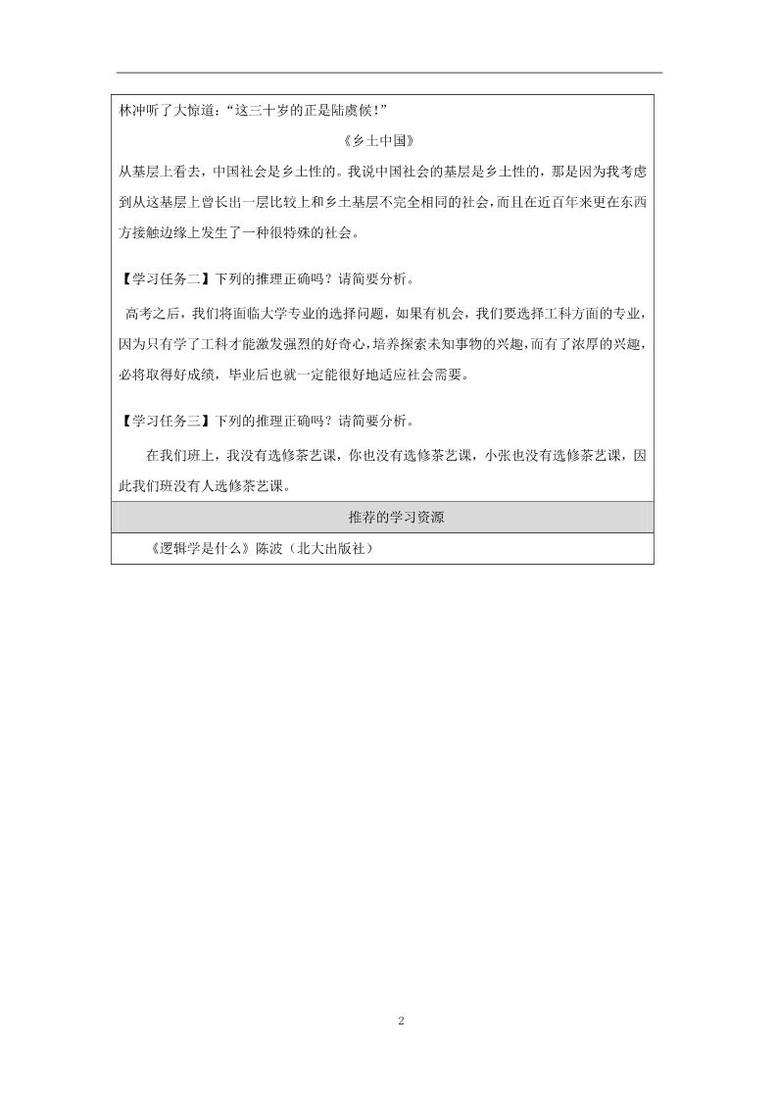 林冲听了大惊道：“这三十岁的正是陆虞候！”
《乡土中国》
从基层上看去，中国社会是乡土性的。我说中国社会的基层是乡土性的，那是因为我考虑
到从这基层上曾长出一层比较上和乡土基层不完全相同的社会，而且在近百年来更在东西
方接触边缘上发生了一种很特殊的社会。
【学习任务二】下列的推理正确吗？请简要分析。
高考之后，我们将面临大学专业的选择问题，如果有机会，我们要选择工科方面的专业，
因为只有学了工科才能激发强烈的好奇心，培养探索未知事物的兴趣，而有了浓厚的兴趣，
必将取得好成绩，毕业后也就一定能很好地适应社会需要。
【学习任务三】下列的推理正确吗？请简要分析。
在我们班上，我没有选修茶艺课，你也没有选修茶艺课，小张也没有选修茶艺课，因
此我们班没有人选修茶艺课。
推荐的学习资源
《逻辑学是什么》陈波（北大出版社）
2